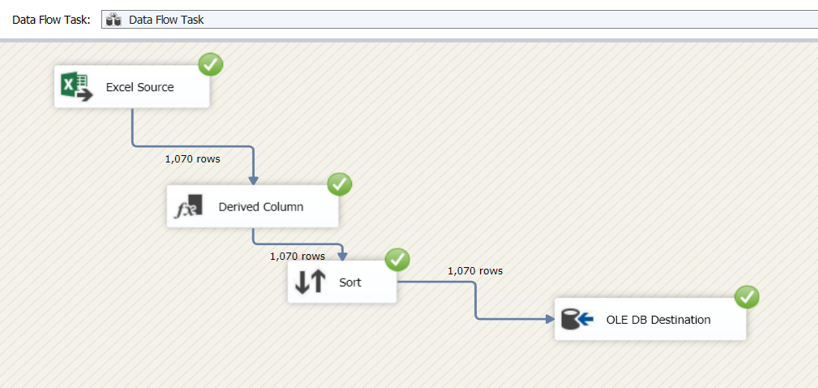 Data Flow Task: Data Flow Task
Excel Source
1,070 rows
Derived Column
1,070 rows
Sort
1,070 rows
OLE DB Destination